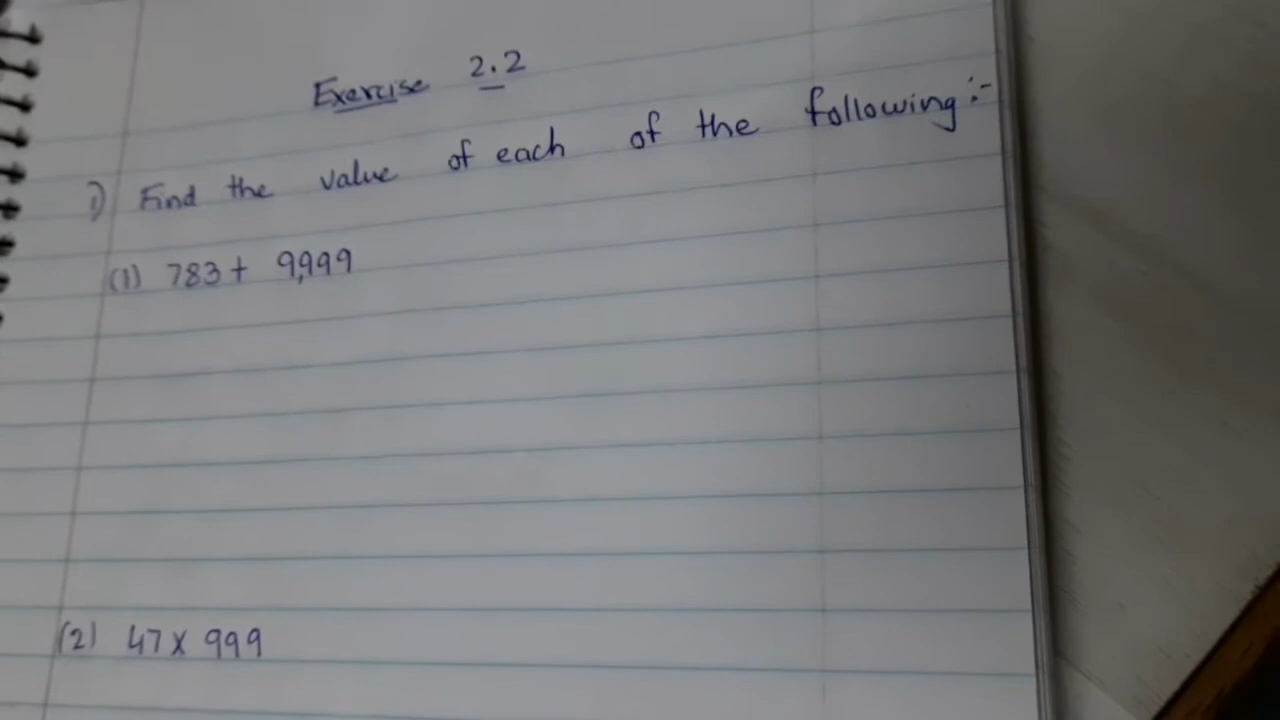 Exercise 2.2
1) Find the value of each of the following :-
(1) 783 + 9,999
(2) 47 x 999